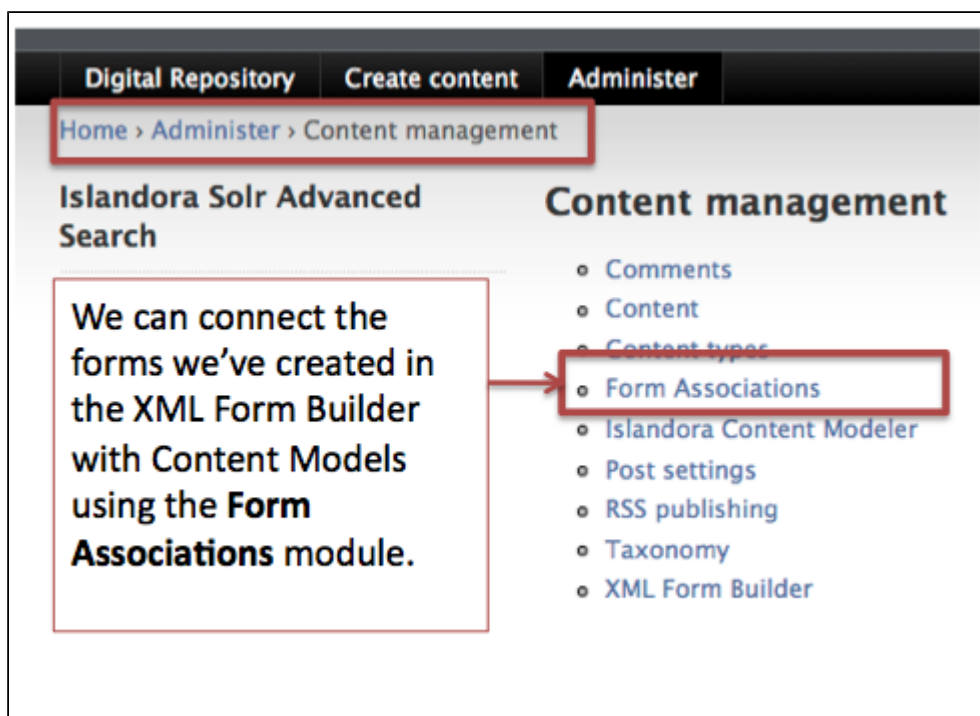 Digital Repository Create content Administer
Home › Administer › Content management
Islandora Solr Advanced
Search
We can connect the
forms we’ve created in
the XML Form Builder
with Content Models
using the Form
Associations module.
Content management
Comments
Content
Content types
Form Associations
Islandora Content Modeler
Post settings
RSS publishing
Taxonomy
XML Form Builder